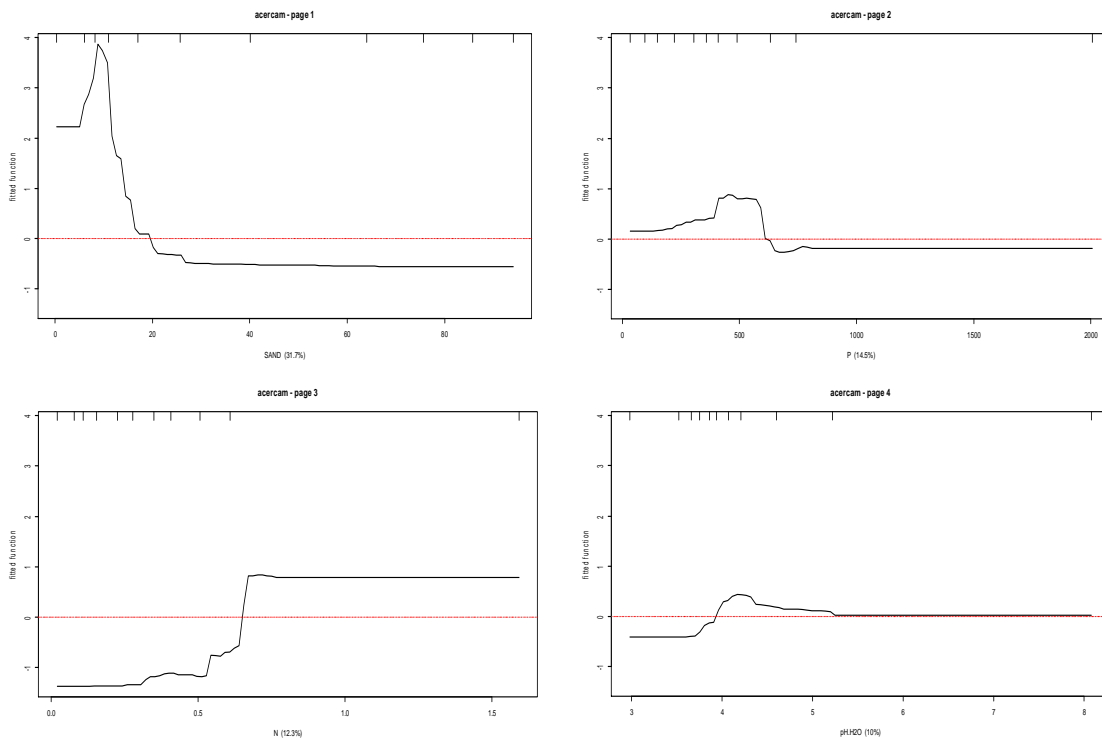 acercam - page 1
4
3
2
1
0
-1
fitted function
0 20 40 60 80
SAND (31.7%)
acercam - page 2
4
3
2
1
0
-1
fitted function
0 500 1000 1500 2000
P (14.5%)
acercam - page 3
4
3
2
1
0
-1
fitted function
0.0 0.5 1.0 1.5
N (12.3%)
acercam - page 4
4
3
2
1
0
-1
fitted function
3 4 5 6 7 8
pH.H2O (10%)